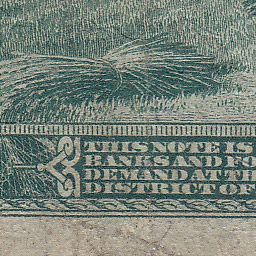 THIS NOTE IS
BANKS AND FO
DEMAND AT TH
DISTRICT OF